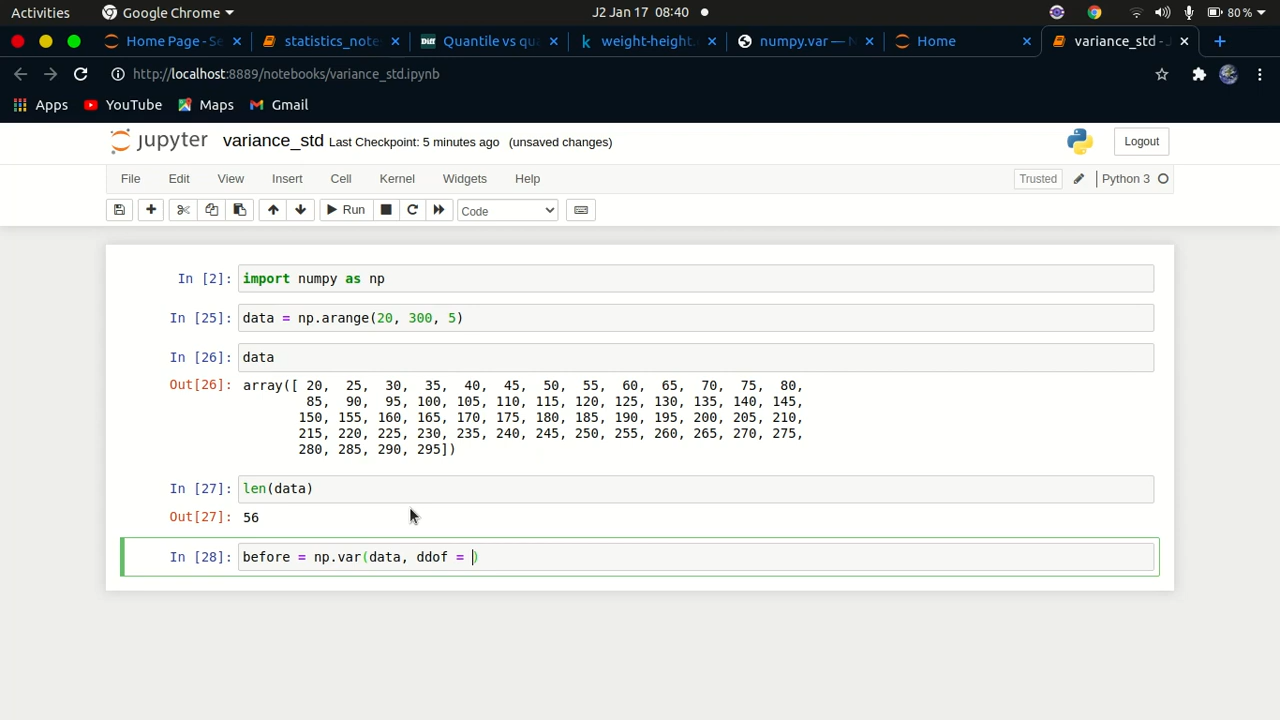 Activities Google Chrome J2 Jan 17 08:40 80 %
Home Page - Se statistics_note Diff Quantile vs qu k weight-height. numpy.var — N Home variance_std - J
http://localhost:8889/notebooks/variance_std.ipynb
Apps YouTube Maps Gmail
jupyter variance_std Last Checkpoint: 5 minutes ago (unsaved changes) Logout
File Edit View Insert Cell Kernel Widgets Help Trusted Python 3
Run Code
In [2]: import numpy as np
In [25]: data = np.arange(20, 300, 5)
In [26]: data
Out[26]: array([ 20, 25, 30, 35, 40, 45, 50, 55, 60, 65, 70, 75, 80,
85, 90, 95, 100, 105, 110, 115, 120, 125, 130, 135, 140, 145,
150, 155, 160, 165, 170, 175, 180, 185, 190, 195, 200, 205, 210,
215, 220, 225, 230, 235, 240, 245, 250, 255, 260, 265, 270, 275,
280, 285, 290, 295])
In [27]: len(data)
Out[27]: 56
In [28]: before = np.var(data, ddof = )